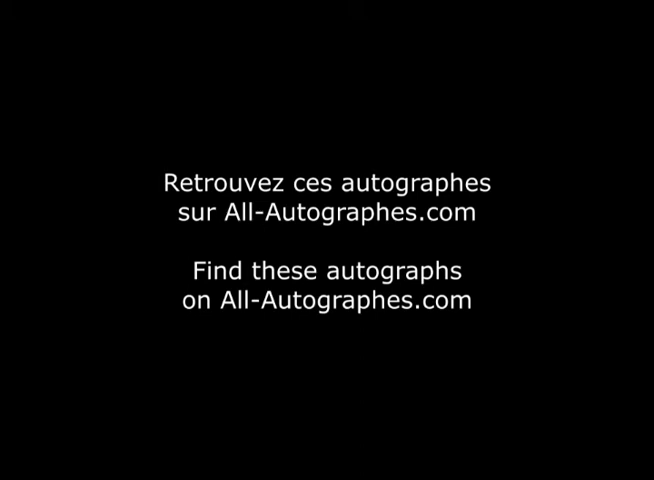 Retrouvez ces autographes
sur All-Autographes.com
Find these autographs
on All-Autographes.com